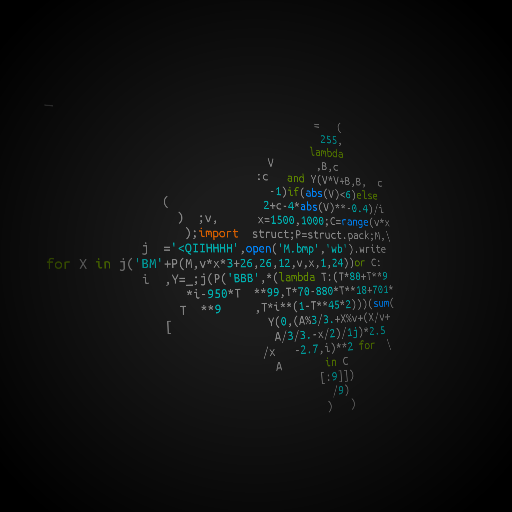 _
= (
255,
lambda
V ,B,c
:c and Y(V*V+B,B, c
-1)if(abs(V)<6)else
( 2+c-4*abs(V)**-0.4)/i
) ;v, x=1500,1000;C=range(v*x
);import struct;P=struct.pack;M,\
j ='<QIIHHHH',open('M.bmp','wb').write
for X in j('BM'+P(M,v*x*3+26,26,12,v,x,1,24))or C:
i ,Y=_;j(P('BBB',*(lambda T:(T*80+T**9
*i-950*T **99,T*70-880*T**18+701*
T **9 ,T*i**(1-T**45*2)))(sum(
[ Y(0,(A%3/3.+X%v+(X/v+
A/3/3.-x/2)/1j)*2.5
/x -2.7,i)**2 for \
A in C
[:9]])
/9)
) )